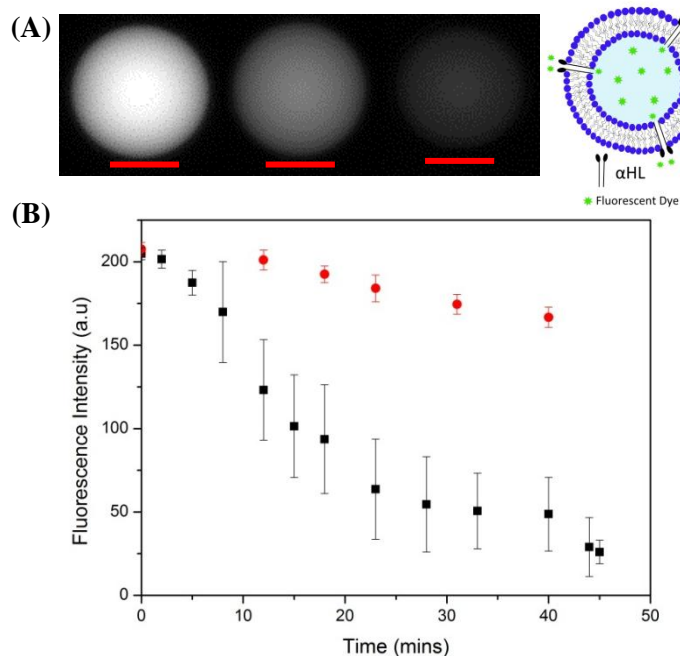 (A)
αHL
Fluorescent Dye
(B)
Fluorescence Intensity (a.u)
200
150
100
50
0
0 10 20 30 40 50
Time (mins)